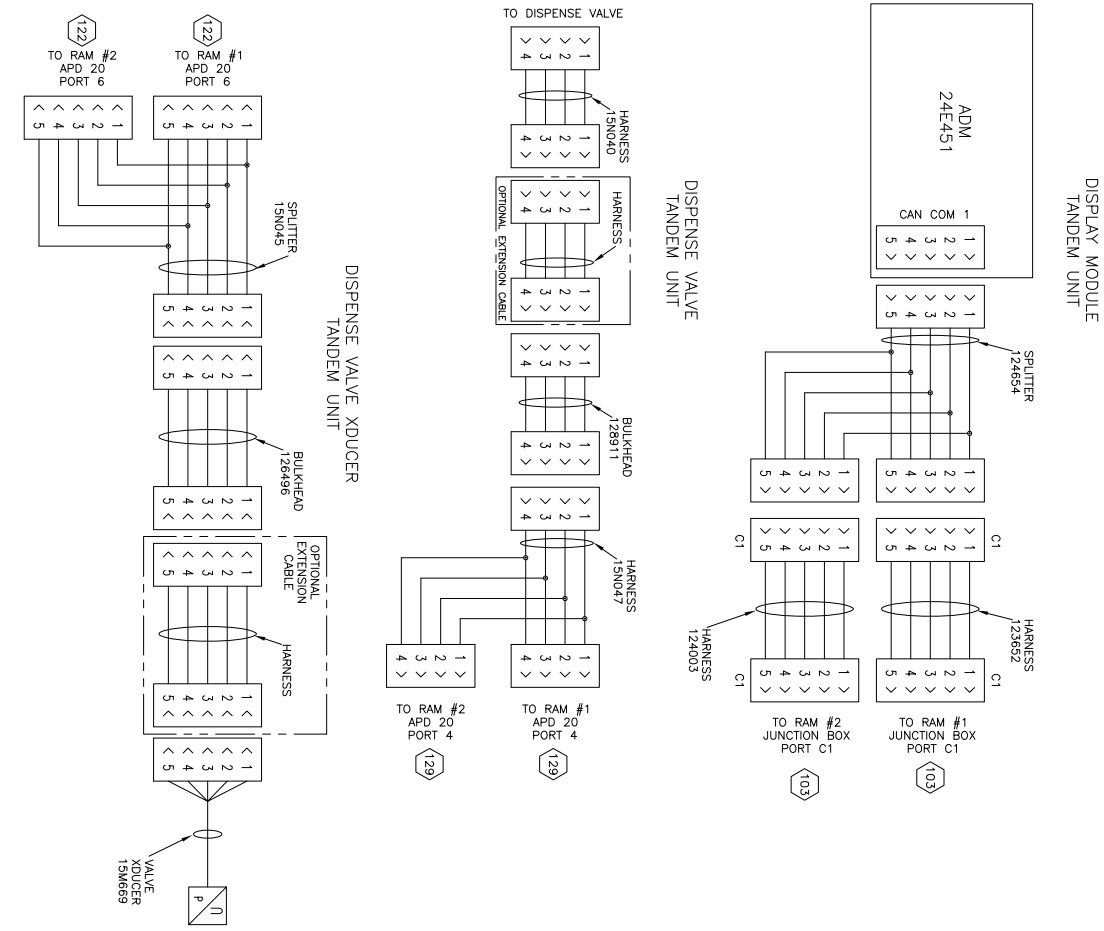 DISPLAY MODULE
TANDEM UNIT
ADM
24E451
CAN COM 1
1
2
3
4
5
1
2
3
4
5
SPLITTER
124654
1
2
3
4
5
1
2
3
4
5
C1
1
2
3
4
5
C1
1
2
3
4
5
HARNESS
123652
HARNESS
124003
1
2
3
4
5
C1
1
2
3
4
5
C1
TO RAM #1
JUNCTION BOX
PORT C1
103
TO RAM #2
JUNCTION BOX
PORT C1
103
DISPENSE VALVE
TANDEM UNIT
TO DISPENSE VALVE
1
2
3
4
HARNESS
15N040
1
2
3
4
1
2
3
4
HARNESS
OPTIONAL EXTENSION CABLE
1
2
3
4
1
2
3
4
BULKHEAD
128911
1
2
3
4
1
2
3
4
HARNESS
15N047
1
2
3
4
1
2
3
4
TO RAM #1
APD 20
PORT 4
129
TO RAM #2
APD 20
PORT 4
129
DISPENSE VALVE XDUCER
TANDEM UNIT
122
TO RAM #1
APD 20
PORT 6
122
TO RAM #2
APD 20
PORT 6
1
2
3
4
5
1
2
3
4
5
SPLITTER
15N045
1
2
3
4
5
1
2
3
4
5
BULKHEAD
126496
1
2
3
4
5
OPTIONAL
EXTENSION
CABLE
1
2
3
4
5
HARNESS
1
2
3
4
5
1
2
3
4
5
VALVE
XDUCER
15M669
U
P